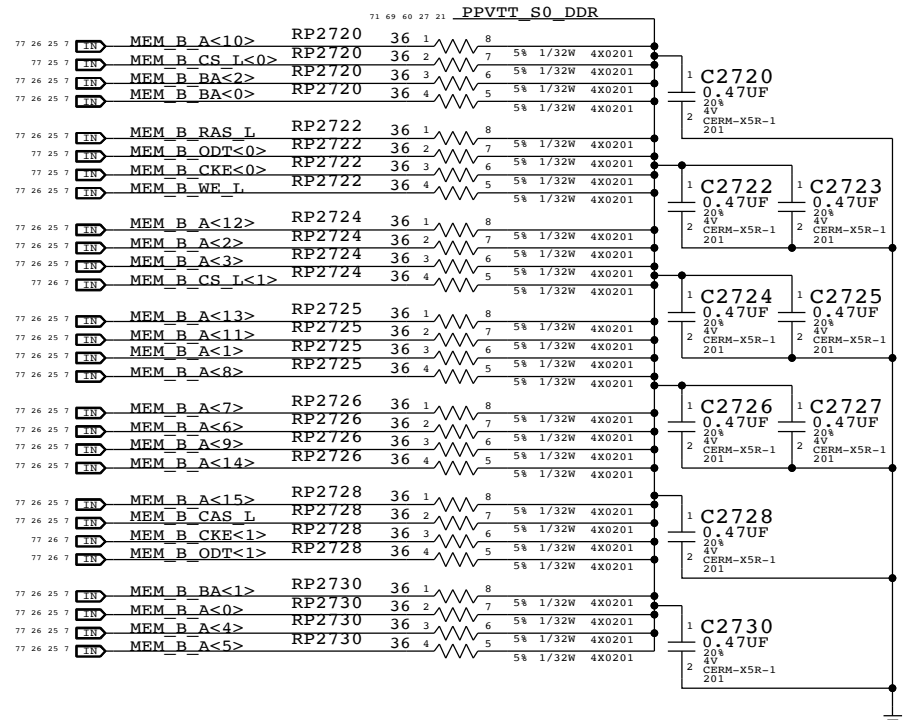 71 69 60 27 21 PPVTT_S0_DDR
77 26 25 7 IN MEM_B_A<10> RP2720 36 1 8 5% 1/32W 4X0201
77 25 7 IN MEM_B_CS_L<0> RP2720 36 2 7 5% 1/32W 4X0201
77 26 25 7 IN MEM_B_BA<2> RP2720 36 3 6 5% 1/32W 4X0201
77 26 25 7 IN MEM_B_BA<0> RP2720 36 4 5 5% 1/32W 4X0201
1 C2720
0.47UF
20%
4V
2 CERM-X5R-1
201
77 26 25 7 IN MEM_B_RAS_L RP2722 36 1 8 5% 1/32W 4X0201
77 25 7 IN MEM_B_ODT<0> RP2722 36 2 7 5% 1/32W 4X0201
77 25 7 IN MEM_B_CKE<0> RP2722 36 3 6 5% 1/32W 4X0201
77 26 25 7 IN MEM_B_WE_L RP2722 36 4 5 5% 1/32W 4X0201
1 C2722 1 C2723
0.47UF 0.47UF
20% 20%
4V 4V
2 CERM-X5R-1 2 CERM-X5R-1
201 201
77 26 25 7 IN MEM_B_A<12> RP2724 36 1 8 5% 1/32W 4X0201
77 26 25 7 IN MEM_B_A<2> RP2724 36 2 7 5% 1/32W 4X0201
77 26 25 7 IN MEM_B_A<3> RP2724 36 3 6 5% 1/32W 4X0201
77 26 7 IN MEM_B_CS_L<1> RP2724 36 4 5 5% 1/32W 4X0201
1 C2724 1 C2725
0.47UF 0.47UF
20% 20%
4V 4V
2 CERM-X5R-1 2 CERM-X5R-1
201 201
77 26 25 7 IN MEM_B_A<13> RP2725 36 1 8 5% 1/32W 4X0201
77 26 25 7 IN MEM_B_A<11> RP2725 36 2 7 5% 1/32W 4X0201
77 26 25 7 IN MEM_B_A<1> RP2725 36 3 6 5% 1/32W 4X0201
77 26 25 7 IN MEM_B_A<8> RP2725 36 4 5 5% 1/32W 4X0201
1 C2726 1 C2727
0.47UF 0.47UF
20% 20%
4V 4V
2 CERM-X5R-1 2 CERM-X5R-1
201 201
77 26 25 7 IN MEM_B_A<7> RP2726 36 1 8 5% 1/32W 4X0201
77 26 25 7 IN MEM_B_A<6> RP2726 36 2 7 5% 1/32W 4X0201
77 26 25 7 IN MEM_B_A<9> RP2726 36 3 6 5% 1/32W 4X0201
77 26 25 7 IN MEM_B_A<14> RP2726 36 4 5 5% 1/32W 4X0201
77 26 25 7 IN MEM_B_A<15> RP2728 36 1 8 5% 1/32W 4X0201
77 26 25 7 IN MEM_B_CAS_L RP2728 36 2 7 5% 1/32W 4X0201
77 26 7 IN MEM_B_CKE<1> RP2728 36 3 6 5% 1/32W 4X0201
77 26 7 IN MEM_B_ODT<1> RP2728 36 4 5 5% 1/32W 4X0201
1 C2728
0.47UF
20%
4V
2 CERM-X5R-1
201
77 26 25 7 IN MEM_B_BA<1> RP2730 36 1 8 5% 1/32W 4X0201
77 26 25 7 IN MEM_B_A<0> RP2730 36 2 7 5% 1/32W 4X0201
77 26 25 7 IN MEM_B_A<4> RP2730 36 3 6 5% 1/32W 4X0201
77 26 25 7 IN MEM_B_A<5> RP2730 36 4 5 5% 1/32W 4X0201
1 C2730
0.47UF
20%
4V
2 CERM-X5R-1
201